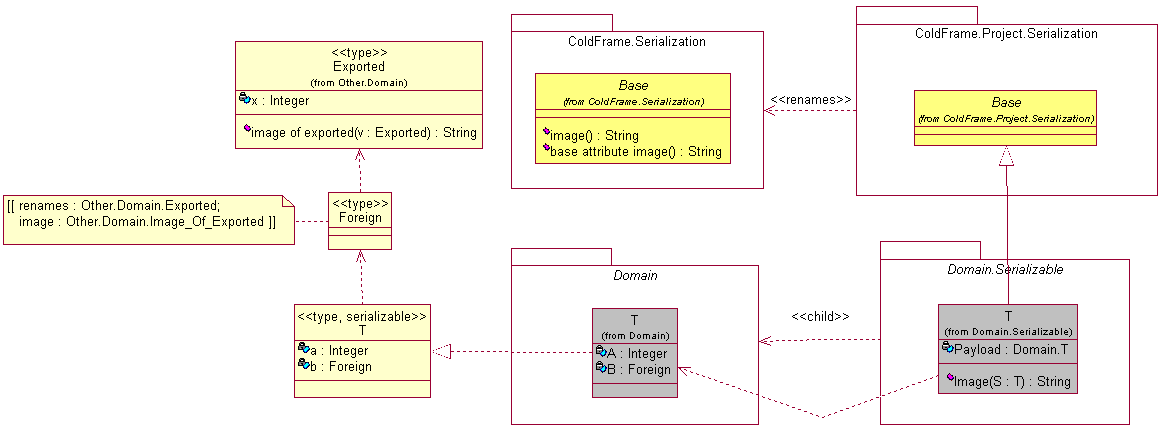 <<type>>
Exported
(from Other.Domain)
x : Integer
image of exported(v : Exported) : String
ColdFrame.Serialization
Base
(from ColdFrame.Serialization)
Image() : String
base attribute image() : String
<<renames>>
ColdFrame.Project.Serialization
Base
(from ColdFrame.Project.Serialization)
[[ renames : Other.Domain.Exported;
image : Other.Domain.Image_Of_Exported ]]
<<type>>
Foreign
<<type, serializable>>
T
a : Integer
b : Foreign
Domain
T
(from Domain)
A : Integer
B : Foreign
<<child>>
Domain.Serializable
T
(from Domain.Serializable)
Payload : Domain.T
Image(S : T) : String